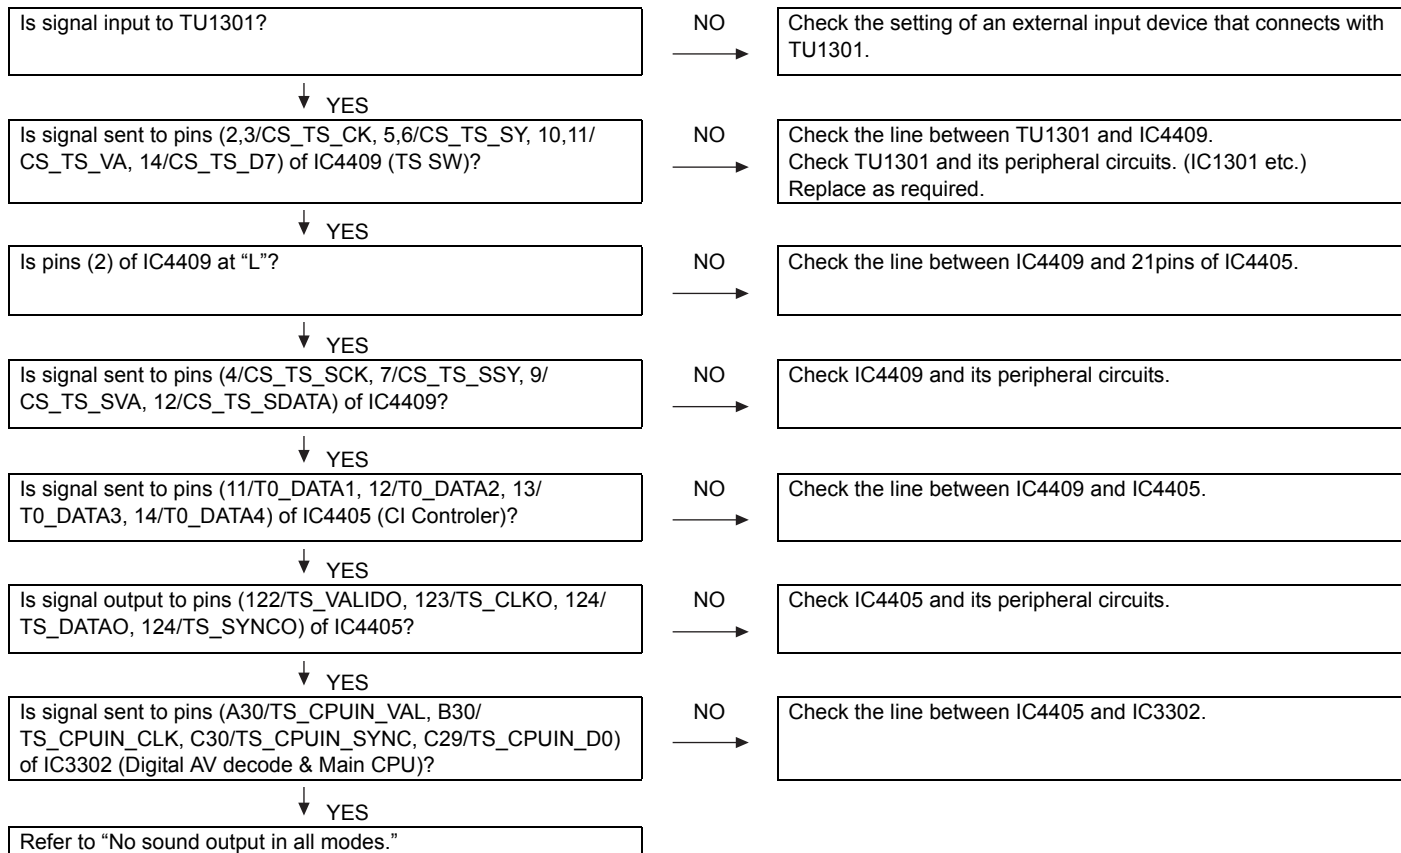 Is signal input to TU1301?
NO
Check the setting of an external input device that connects with
TU1301.
YES
Is signal sent to pins (2,3/CS_TS_CK, 5,6/CS_TS_SY, 10,11/
CS_TS_VA, 14/CS_TS_D7) of IC4409 (TS SW)?
NO
Check the line between TU1301 and IC4409.
Check TU1301 and its peripheral circuits. (IC1301 etc.)
Replace as required.
YES
Is pins (2) of IC4409 at “L”?
NO
Check the line between IC4409 and 21pins of IC4405.
YES
Is signal sent to pins (4/CS_TS_SCK, 7/CS_TS_SSY, 9/
CS_TS_SVA, 12/CS_TS_SDATA) of IC4409?
NO
Check IC4409 and its peripheral circuits.
YES
Is signal sent to pins (11/T0_DATA1, 12/T0_DATA2, 13/
T0_DATA3, 14/T0_DATA4) of IC4405 (CI Controler)?
NO
Check the line between IC4409 and IC4405.
YES
Is signal output to pins (122/TS_VALIDO, 123/TS_CLKO, 124/
TS_DATAO, 124/TS_SYNCO) of IC4405?
NO
Check IC4405 and its peripheral circuits.
YES
Is signal sent to pins (A30/TS_CPUIN_VAL, B30/
TS_CPUIN_CLK, C30/TS_CPUIN_SYNC, C29/TS_CPUIN_D0)
of IC3302 (Digital AV decode & Main CPU)?
NO
Check the line between IC4405 and IC3302.
YES
Refer to “No sound output in all modes.”